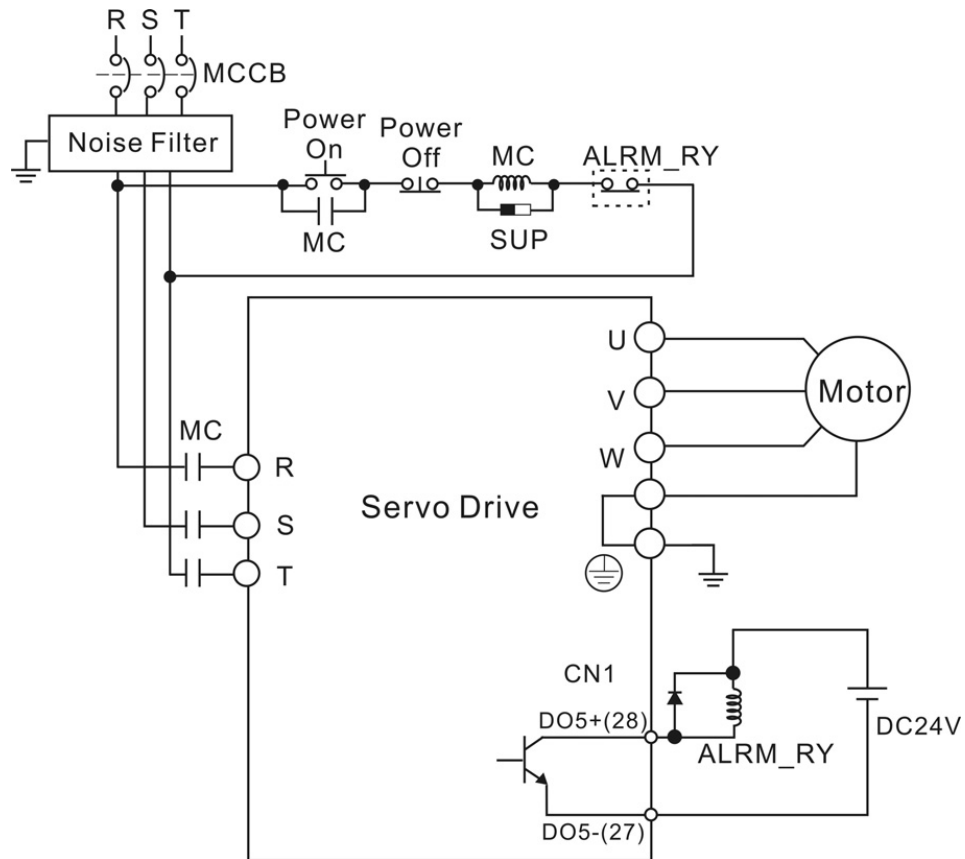 R S T
MCCB
Noise Filter
Power
On
Power
Off
MC
ALRM_RY
MC
SUP
U
V
W
Motor
MC
R
S
T
Servo Drive
CN1
DO5+(28)
ALRM_RY
DC24V
DO5-(27)